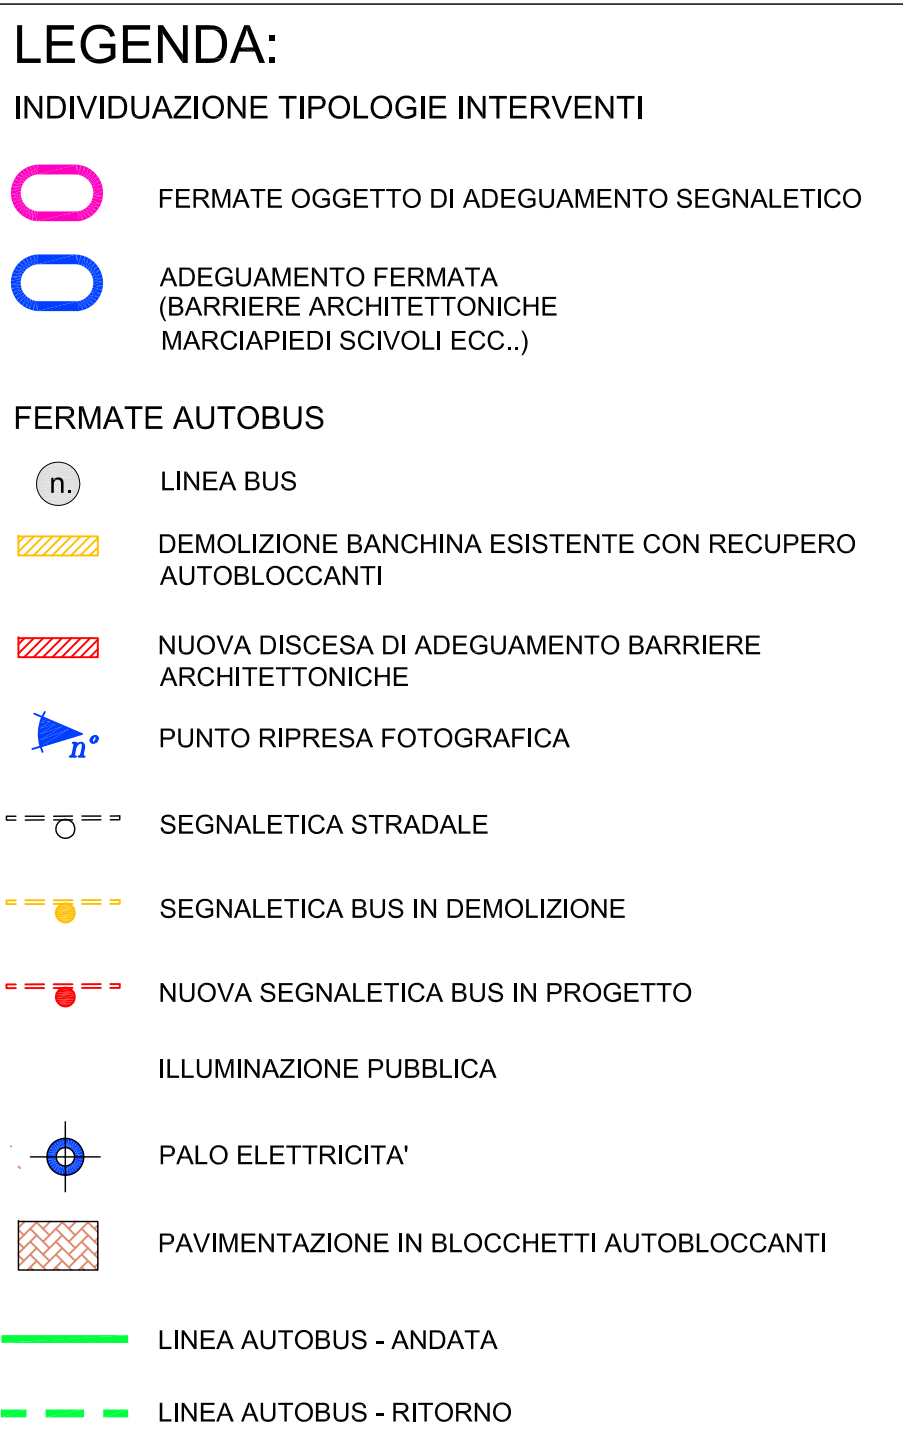 LEGENDA:
INDIVIDUAZIONE TIPOLOGIE INTERVENTI
FERMATE OGGETTO DI ADEGUAMENTO SEGNALETICO
ADEGUAMENTO FERMATA
(BARRIERE ARCHITETTONICHE
MARCIAPIEDI SCIVOLI ECC..)
FERMATE AUTOBUS
n. LINEA BUS
DEMOLIZIONE BANCHINA ESISTENTE CON RECUPERO
AUTOBLOCCANTI
NUOVA DISCESA DI ADEGUAMENTO BARRIERE
ARCHITETTONICHE
n° PUNTO RIPRESA FOTOGRAFICA
SEGNALETICA STRADALE
SEGNALETICA BUS IN DEMOLIZIONE
NUOVA SEGNALETICA BUS IN PROGETTO
ILLUMINAZIONE PUBBLICA
PALO ELETTRICITA'
PAVIMENTAZIONE IN BLOCCHETTI AUTOBLOCCANTI
LINEA AUTOBUS - ANDATA
LINEA AUTOBUS - RITORNO